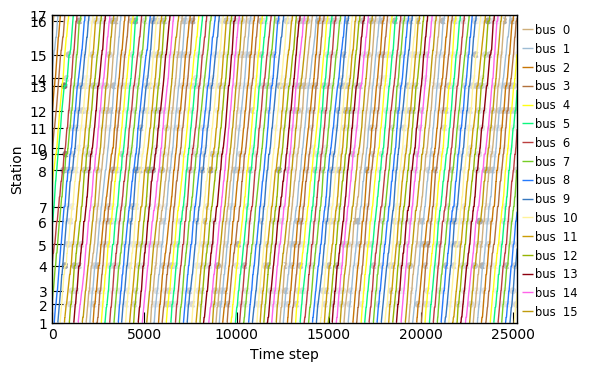 17
16
15
14
13
12
11
10
9
8
7
6
5
4
3
2
1
Station
0 5000 10000 15000 20000 25000
Time step
bus 0
bus 1
bus 2
bus 3
bus 4
bus 5
bus 6
bus 7
bus 8
bus 9
bus 10
bus 11
bus 12
bus 13
bus 14
bus 15